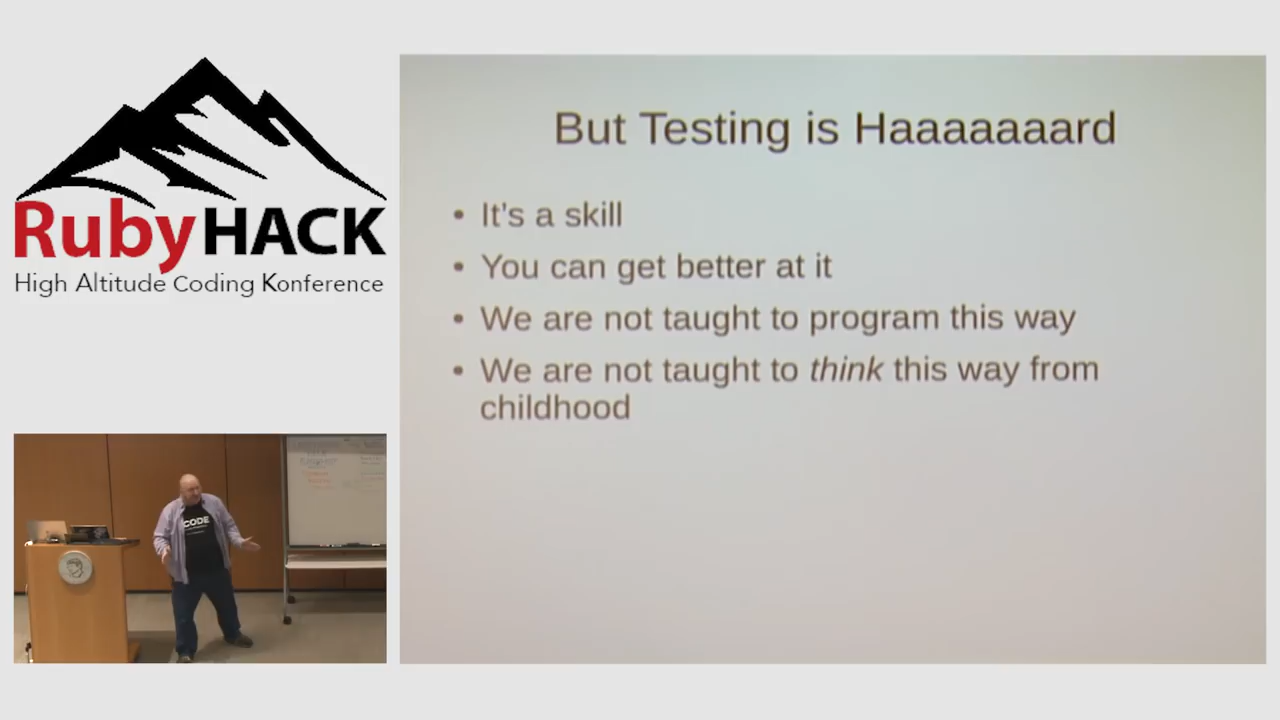 RubyHACK
High Altitude Coding Konference
But Testing is Haaaaaaard
• It's a skill
• You can get better at it
• We are not taught to program this way
• We are not taught to think this way from
childhood
CODE